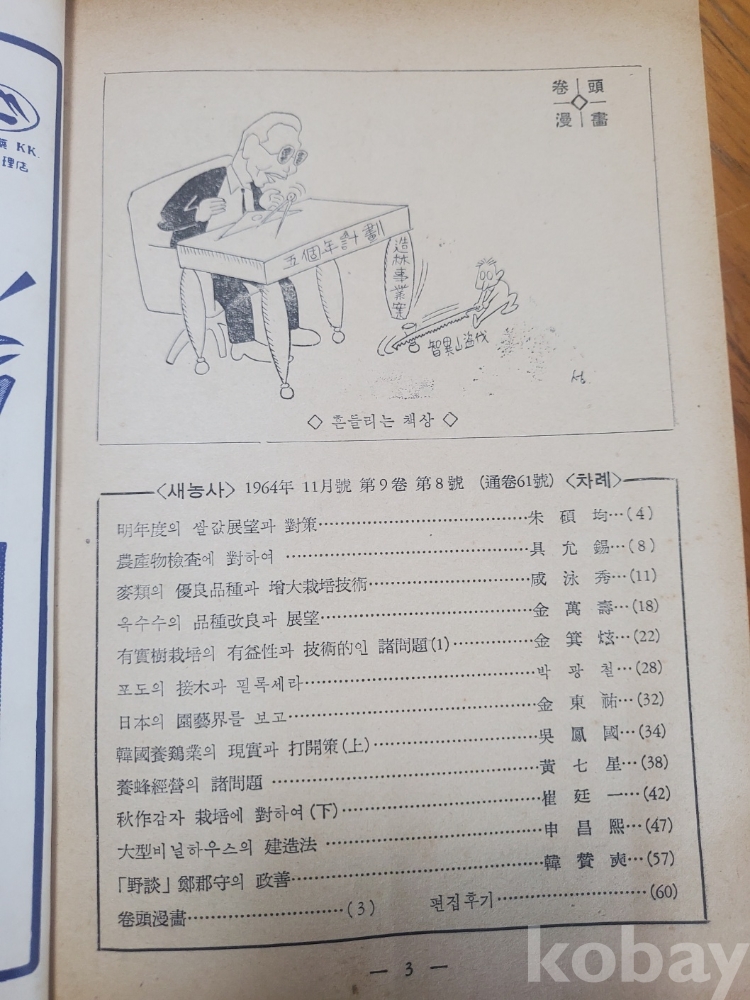 KK.
理店
卷頭
漫畫
五個年計劃
造林事業案
智異山盜伐
◇ 흔들리는 책상 ◇
〈새농사〉 1964年 11月號 第9卷 第8號 (通卷61號) 〈차례〉
明年度의 쌀값展望과 對策…朱碩均…(4)
農產物檢査에 對하여…具允錫…(8)
麥類의 優良品種과 增大栽培技術…咸泳秀…(11)
옥수수의 品種改良과 展望…金萬壽…(18)
有實樹栽培의 有益性과 技術的인 諸問題(1)…金箕炫…(22)
포도의 接木과 필록세라…박광철…(28)
日本의 園藝界를 보고…金東祐…(32)
韓國養鷄業의 現實과 打開策(上)…吳鳳國…(34)
養蜂經營의 諸問題…黃七星…(38)
秋作감자 栽培에 對하여(下)…崔廷一…(42)
大型비닐하우스의 建造法…申昌熙…(47)
「野談」鄭郡守의 政善…韓贊奭…(57)
卷頭漫畫…(3) 편집후기…(60)
— 3 —
kobay